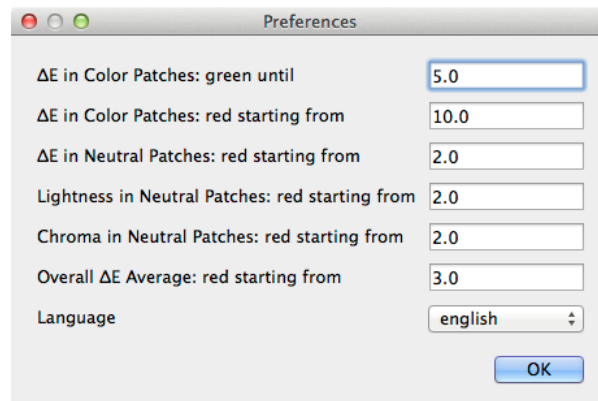 Preferences
ΔE in Color Patches: green until 5.0
ΔE in Color Patches: red starting from 10.0
ΔE in Neutral Patches: red starting from 2.0
Lightness in Neutral Patches: red starting from 2.0
Chroma in Neutral Patches: red starting from 2.0
Overall ΔE Average: red starting from 3.0
Language english
OK